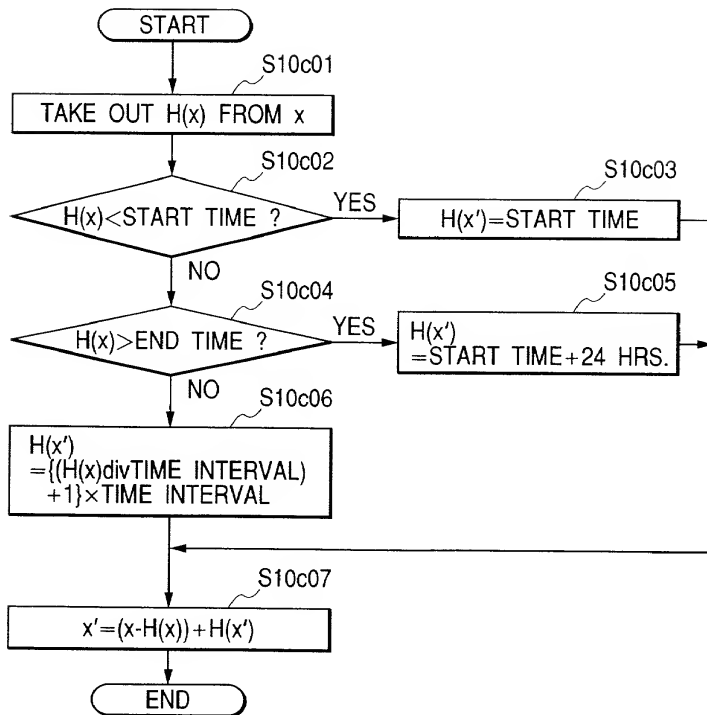 START
S10c01
TAKE OUT H(x) FROM x
S10c02
H(x)<START TIME ?
YES
S10c03
H(x′)=START TIME
NO
S10c04
H(x)>END TIME ?
YES
S10c05
H(x′)
=START TIME+24 HRS.
NO
S10c06
H(x′)
={(H(x)divTIME INTERVAL)
+1}×TIME INTERVAL
S10c07
x′=(x-H(x))+H(x′)
END